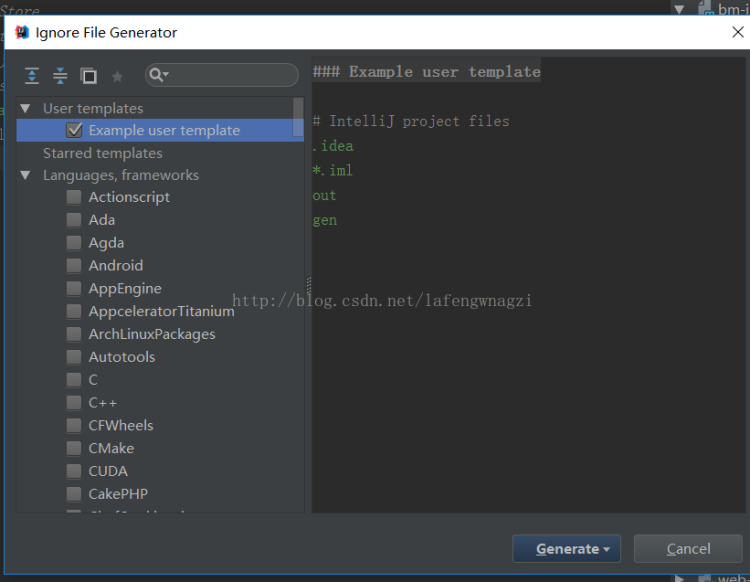 Store
bm-i
Ignore File Generator
User templates
Example user template
Starred templates
Languages, frameworks
Actionscript
Ada
Agda
Android
AppEngine
AppceleratorTitanium
ArchLinuxPackages
Autotools
C
C++
CFWheels
CMake
CUDA
CakePHP
### Example user template
# IntelliJ project files
.idea
*.iml
out
gen
http://blog.csdn.net/lafengwnagzi
Generate
Cancel
web-